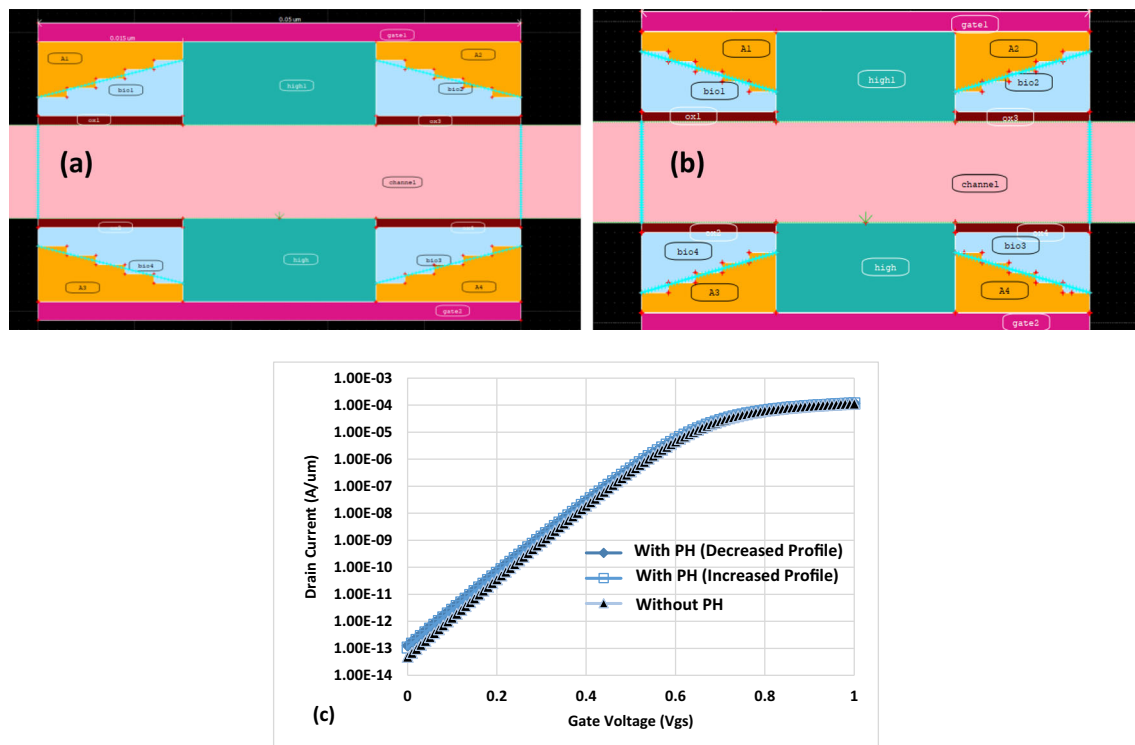 0.05 um
gate1
0.015 um
A1
A2
high1
bio1
bio2
ox1
ox3
(a)
channel
high
bio4
bio3
A3
A4
gate2
gate1
A1
A2
high1
bio1
bio2
ox1
ox3
(b)
channel
ox2
ox4
bio4
bio3
high
A3
A4
gate2
1.00E-03
1.00E-04
1.00E-05
1.00E-06
1.00E-07
1.00E-08
1.00E-09
1.00E-10
1.00E-11
1.00E-12
1.00E-13
1.00E-14
Drain Current (A/um)
With PH (Decreased Profile)
With PH (Increased Profile)
Without PH
0
0.2
0.4
0.6
0.8
1
(c)
Gate Voltage (Vgs)